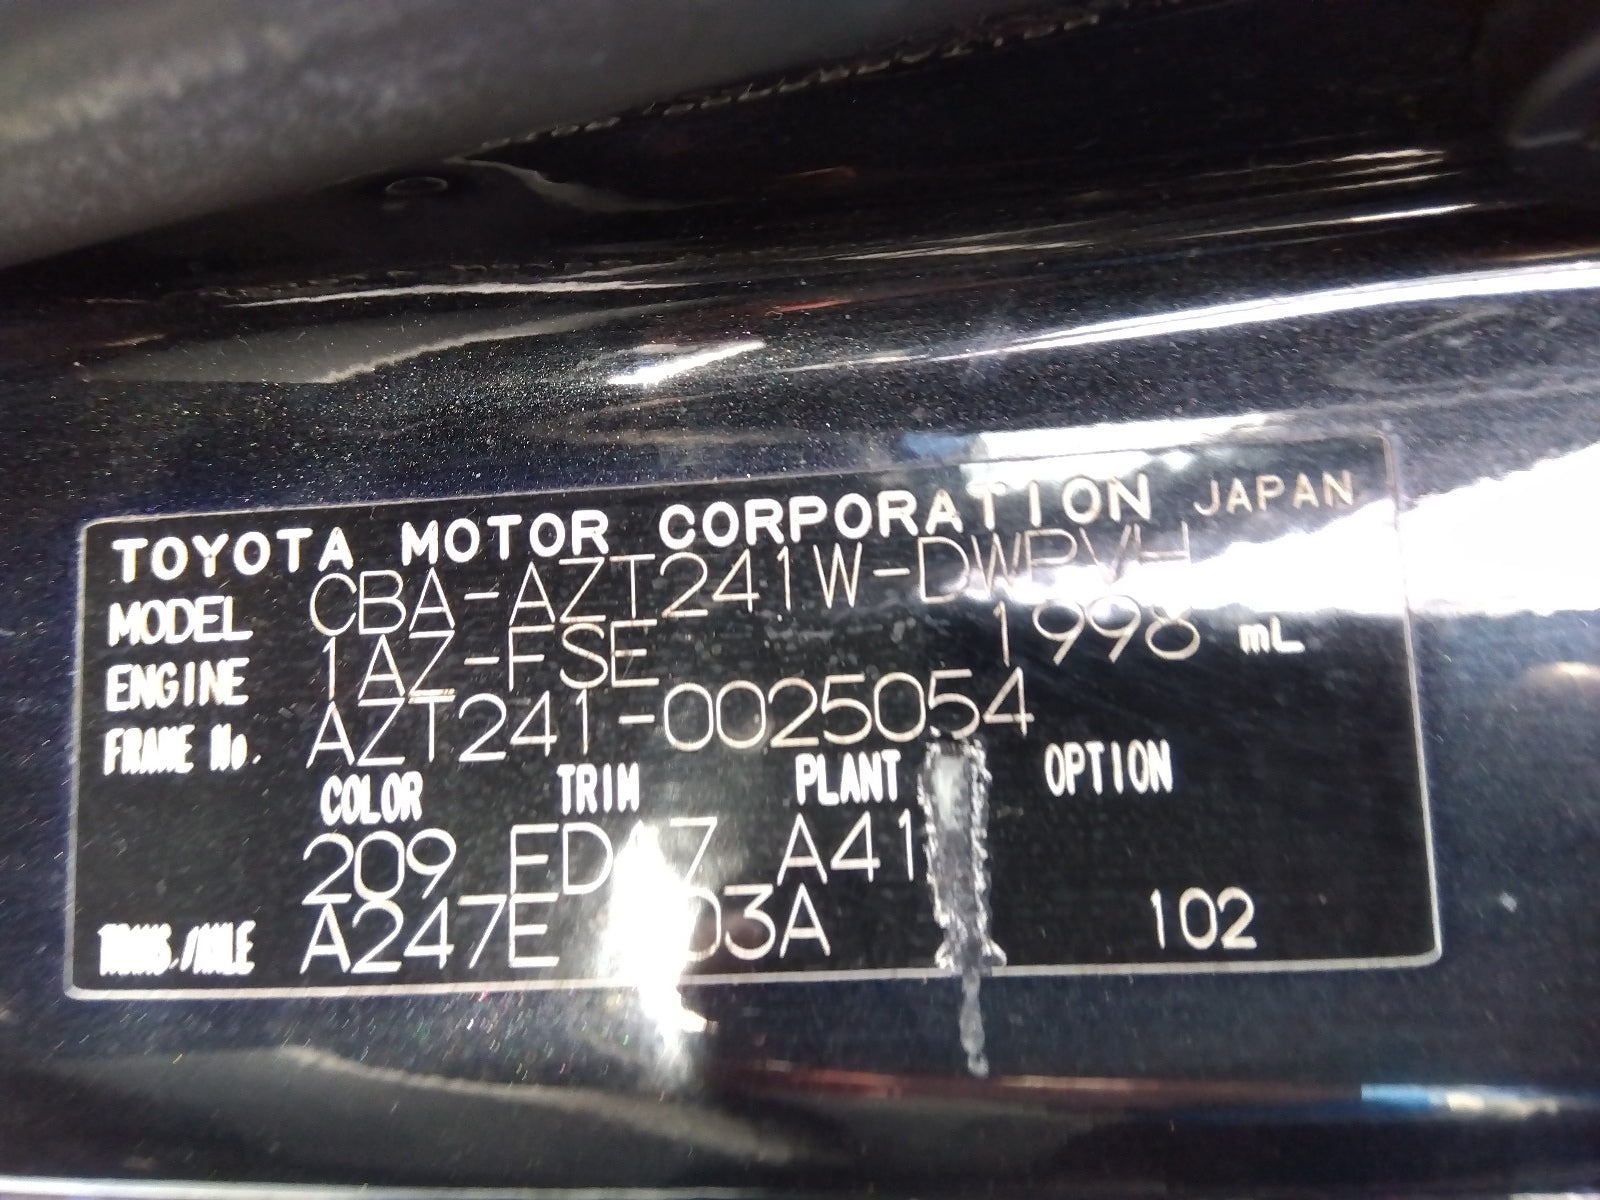 TOYOTA MOTOR CORPORATION JAPAN
MODEL CBA-AZT241W-
ENGINE 1AZ-FSE 1998 mL
FRAME No. AZT241-0025054
COLOR TRIM PLANT OPTION
209 A41
TRANS./AXLE A247E 03A 102